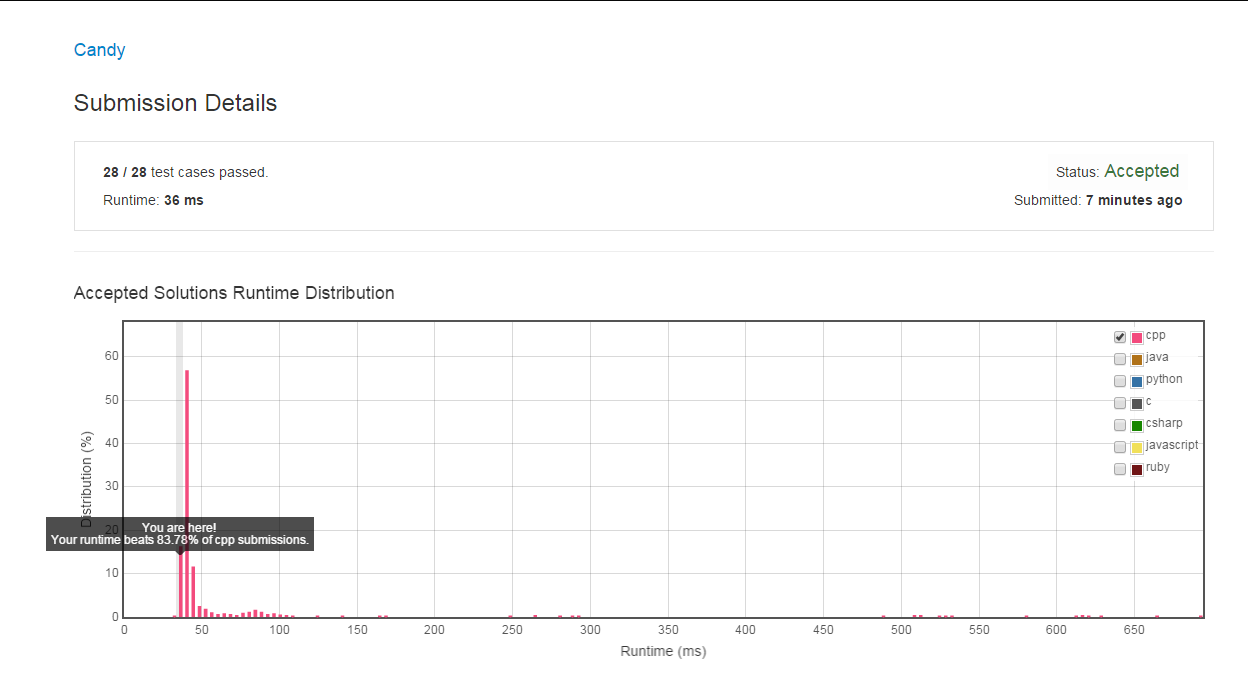 Candy
Submission Details
28 / 28 test cases passed.
Status: Accepted
Runtime: 36 ms
Submitted: 7 minutes ago
Accepted Solutions Runtime Distribution
cpp
java
python
c
csharp
javascript
ruby
Distribution (%)
60
50
40
30
20
10
0
You are here!
Your runtime beats 83.78% of cpp submissions.
0 50 100 150 200 250 300 350 400 450 500 550 600 650
Runtime (ms)